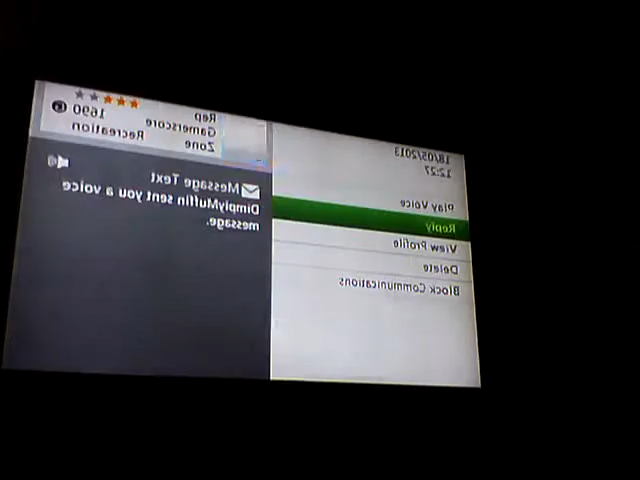 Rep
Gamerscore 1690 G
Zone Recreation
Message Text
DimplyMuffin sent you a voice
message.
18/05/2013
12:27
Play Voice
Reply
View Profile
Delete
Block Communications